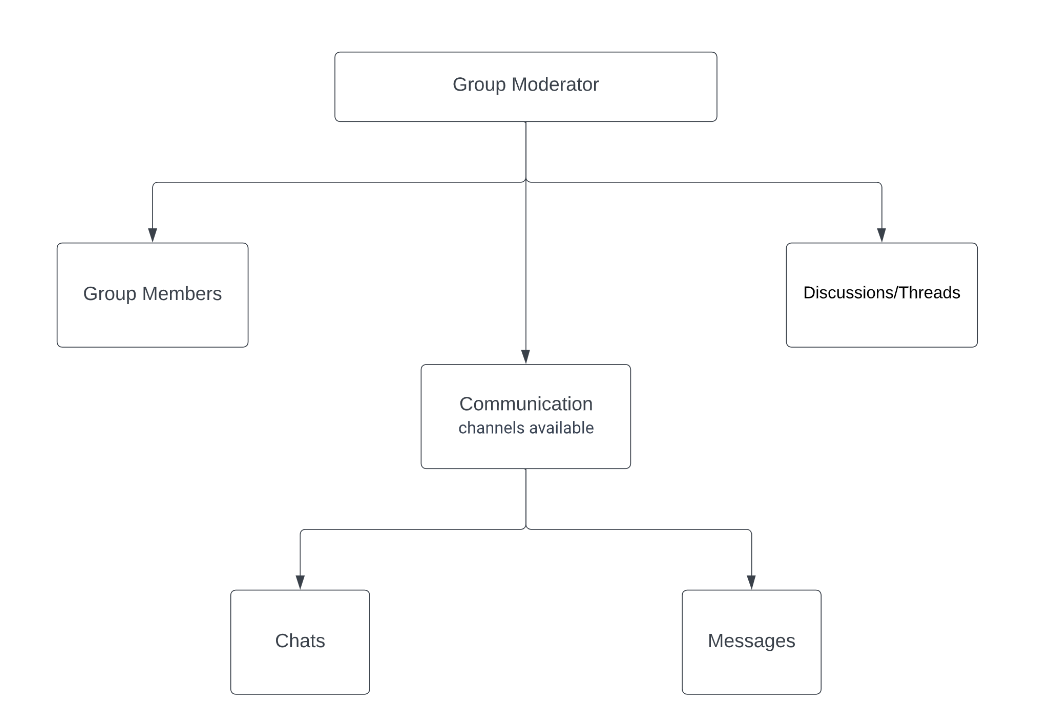 Group Moderator
Group Members
Discussions/Threads
Communication
channels available
Chats
Messages